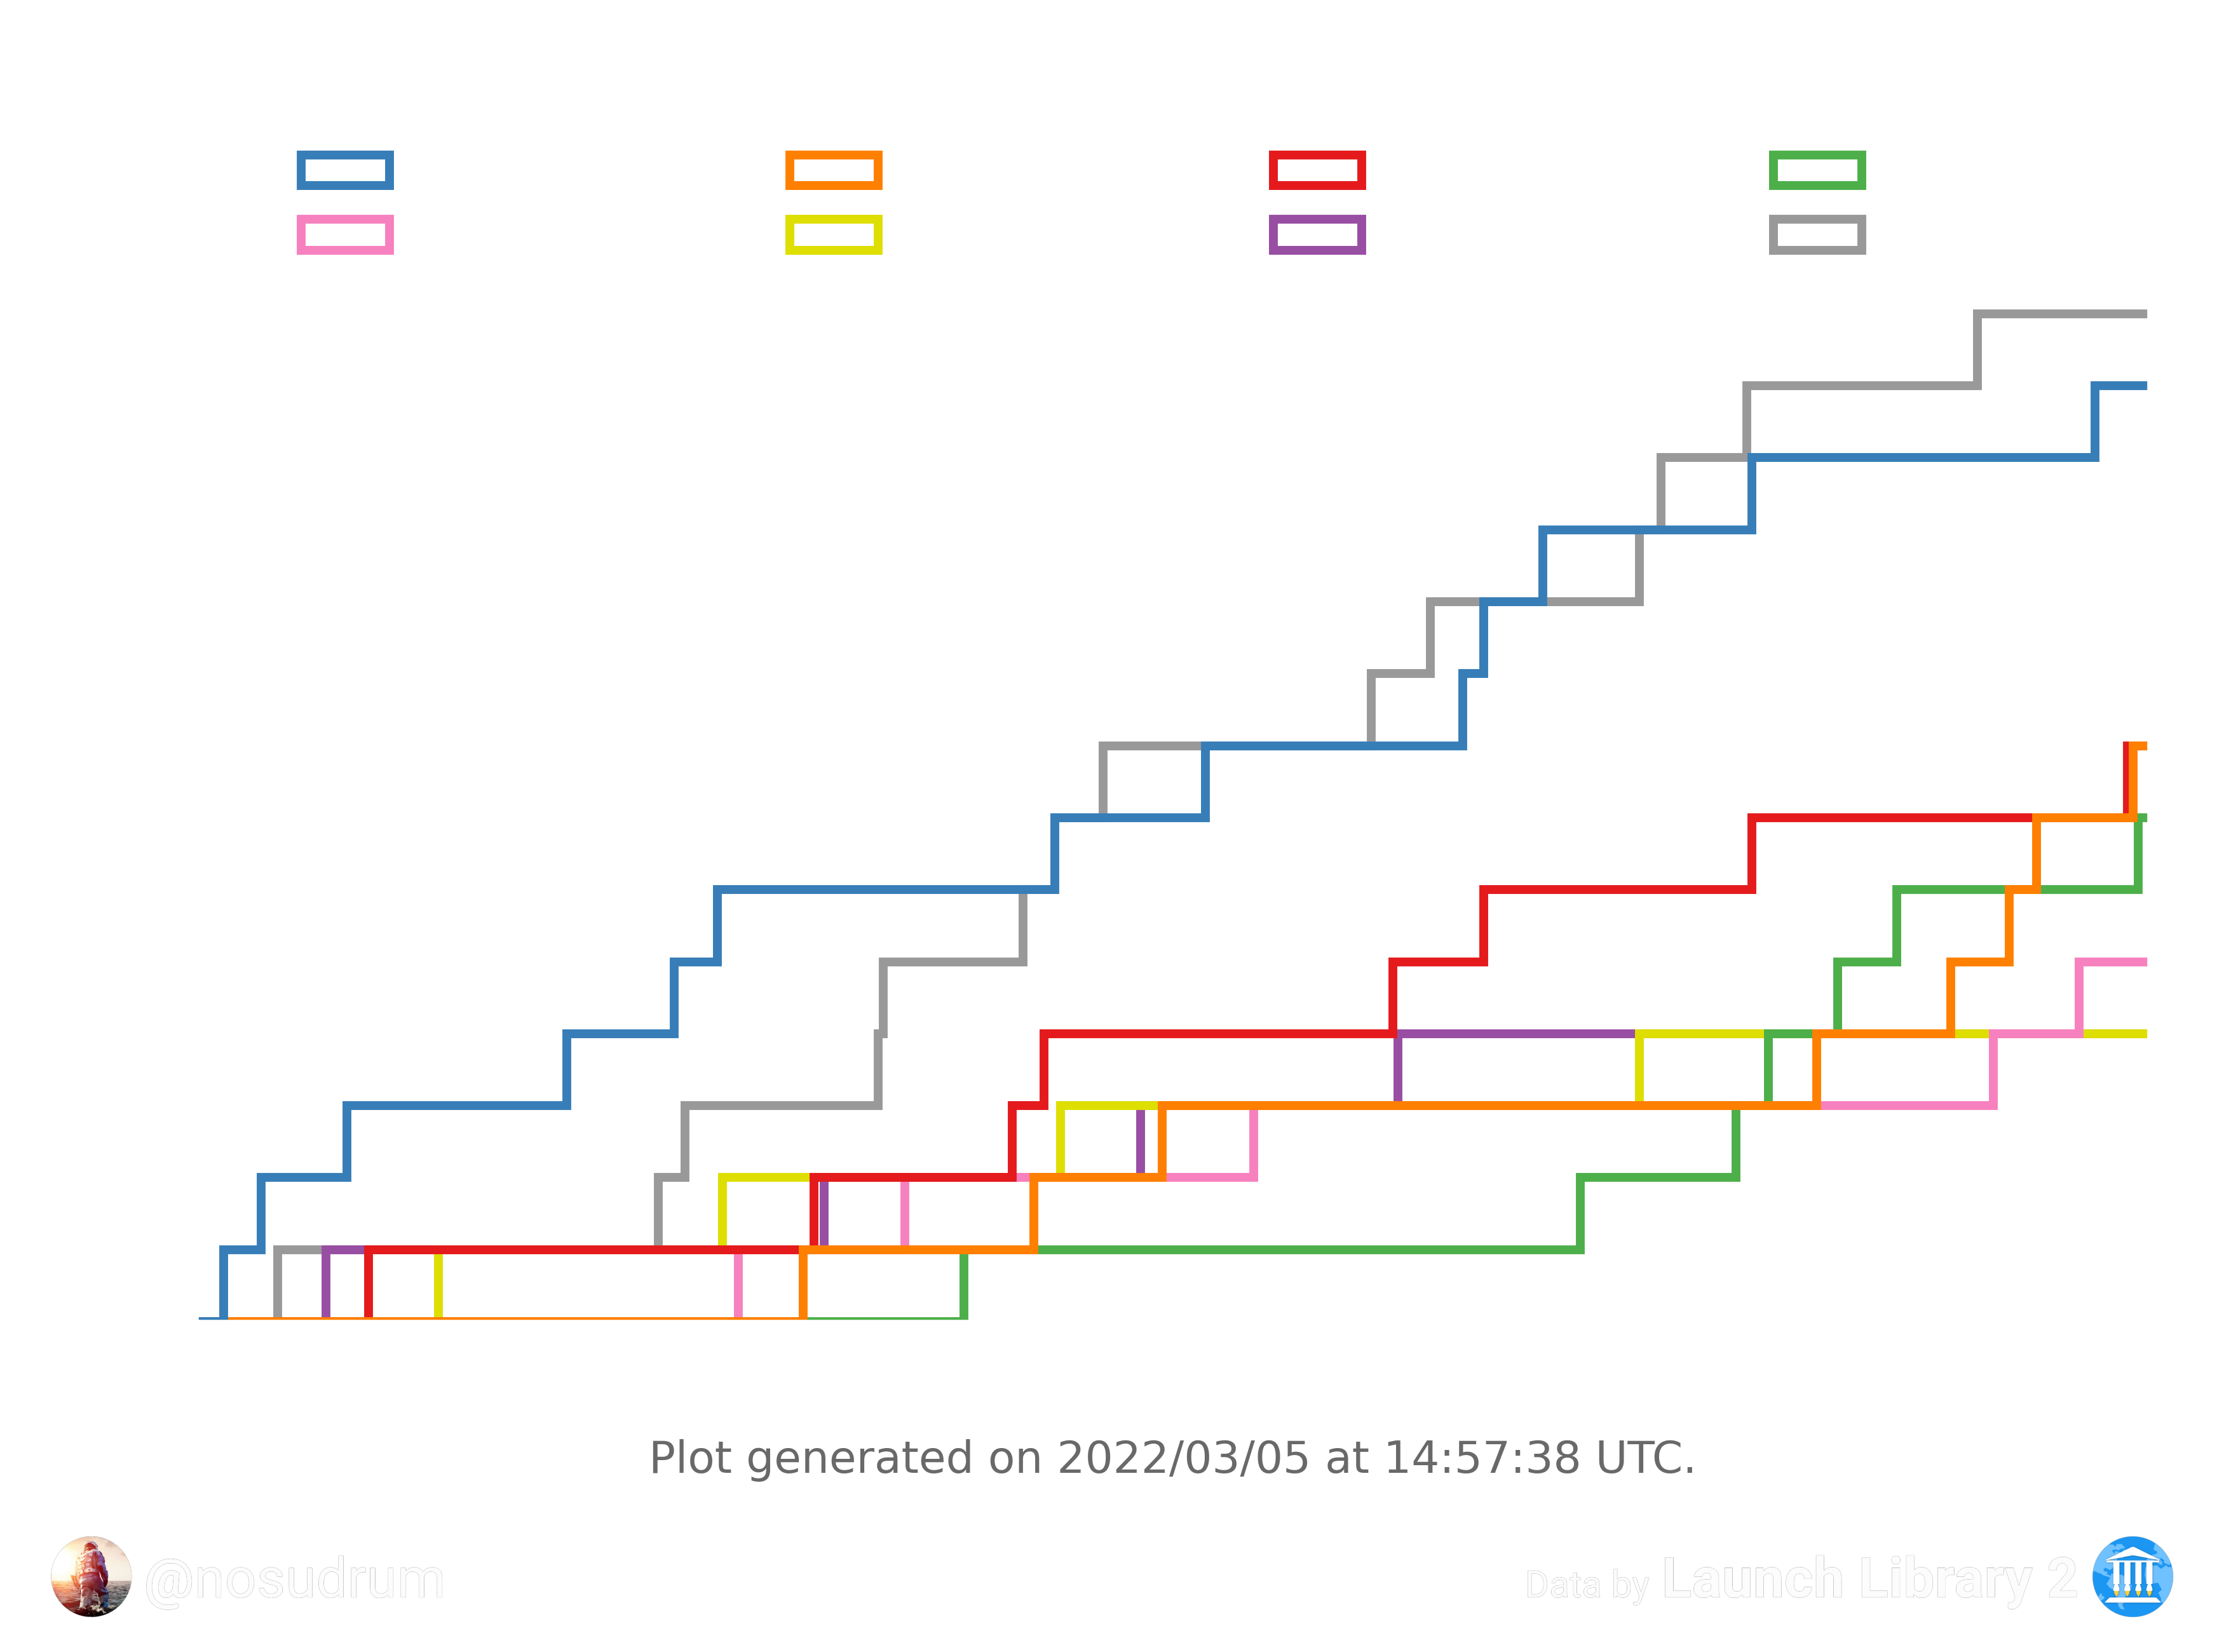 Plot generated on 2022/03/05 at 14:57:38 UTC.
@nosudrum
Data by Launch Library 2